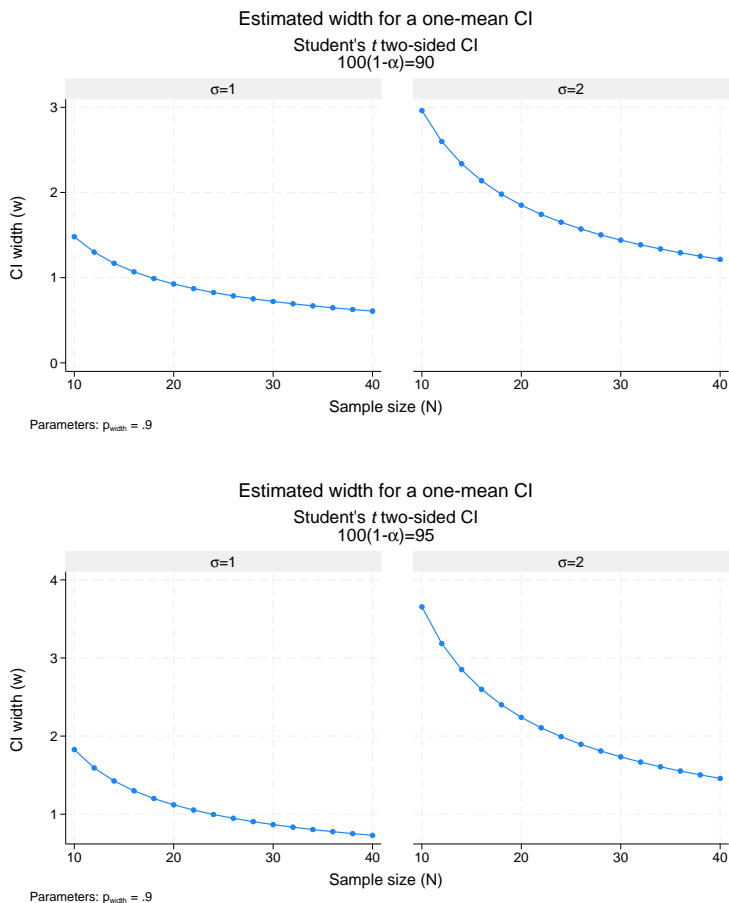 Estimated width for a one-mean CI
Student's t two-sided CI
100(1-α)=90
σ=1
σ=2
3
2
1
0
CI width (w)
10
20
30
40
10
20
30
40
Sample size (N)
Parameters: pwidth = .9
Estimated width for a one-mean CI
Student's t two-sided CI
100(1-α)=95
σ=1
σ=2
4
3
2
1
CI width (w)
10
20
30
40
10
20
30
40
Sample size (N)
Parameters: pwidth = .9